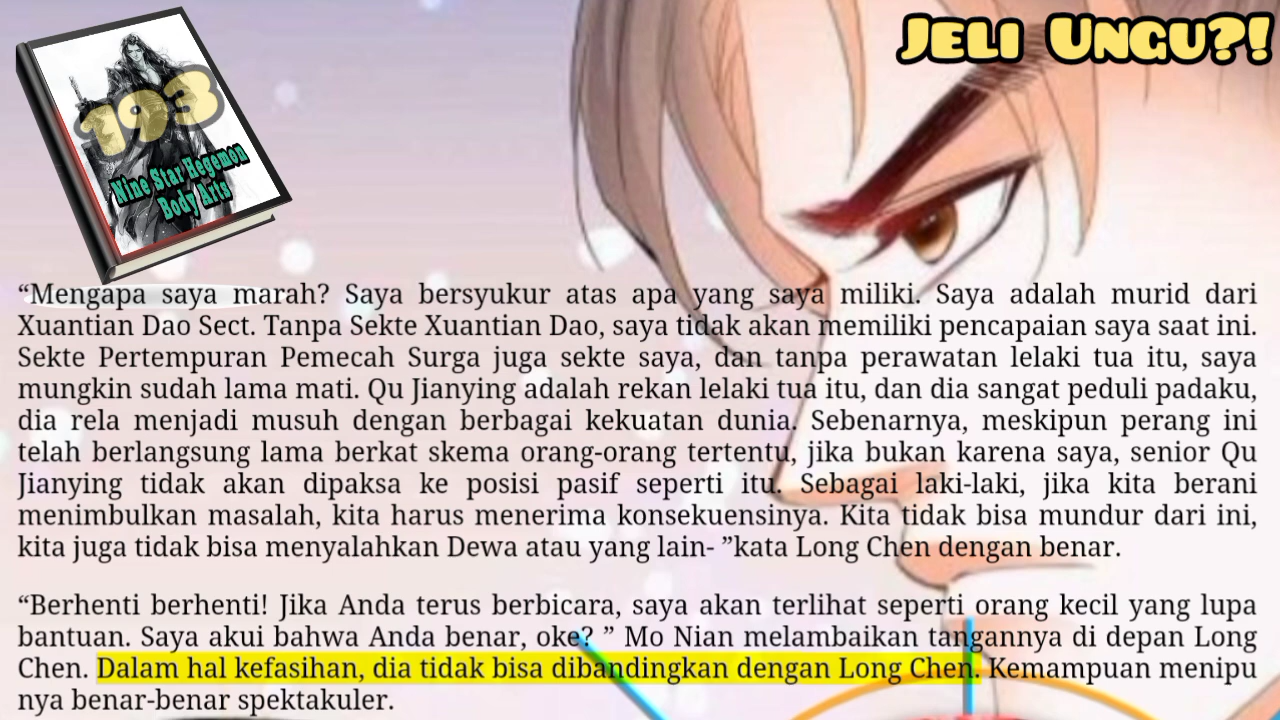 JELI UNGU?!
193
Nine Star Hegemon
Body Arts
“Mengapa saya marah? Saya bersyukur atas apa yang saya miliki. Saya adalah murid dari
Xuantian Dao Sect. Tanpa Sekte Xuantian Dao, saya tidak akan memiliki pencapaian saya saat ini.
Sekte Pertempuran Pemecah Surga juga sekte saya, dan tanpa perawatan lelaki tua itu, saya
mungkin sudah lama mati. Qu Jianying adalah rekan lelaki tua itu, dan dia sangat peduli padaku,
dia rela menjadi musuh dengan berbagai kekuatan dunia. Sebenarnya, meskipun perang ini
telah berlangsung lama berkat skema orang-orang tertentu, jika bukan karena saya, senior Qu
Jianying tidak akan dipaksa ke posisi pasif seperti itu. Sebagai laki-laki, jika kita berani
menimbulkan masalah, kita harus menerima konsekuensinya. Kita tidak bisa mundur dari ini,
kita juga tidak bisa menyalahkan Dewa atau yang lain- ”kata Long Chen dengan benar.
“Berhenti berhenti! Jika Anda terus berbicara, saya akan terlihat seperti orang kecil yang lupa
bantuan. Saya akui bahwa Anda benar, oke? ” Mo Nian melambaikan tangannya di depan Long
Chen. Dalam hal kefasihan, dia tidak bisa dibandingkan dengan Long Chen. Kemampuan menipu
nya benar-benar spektakuler.